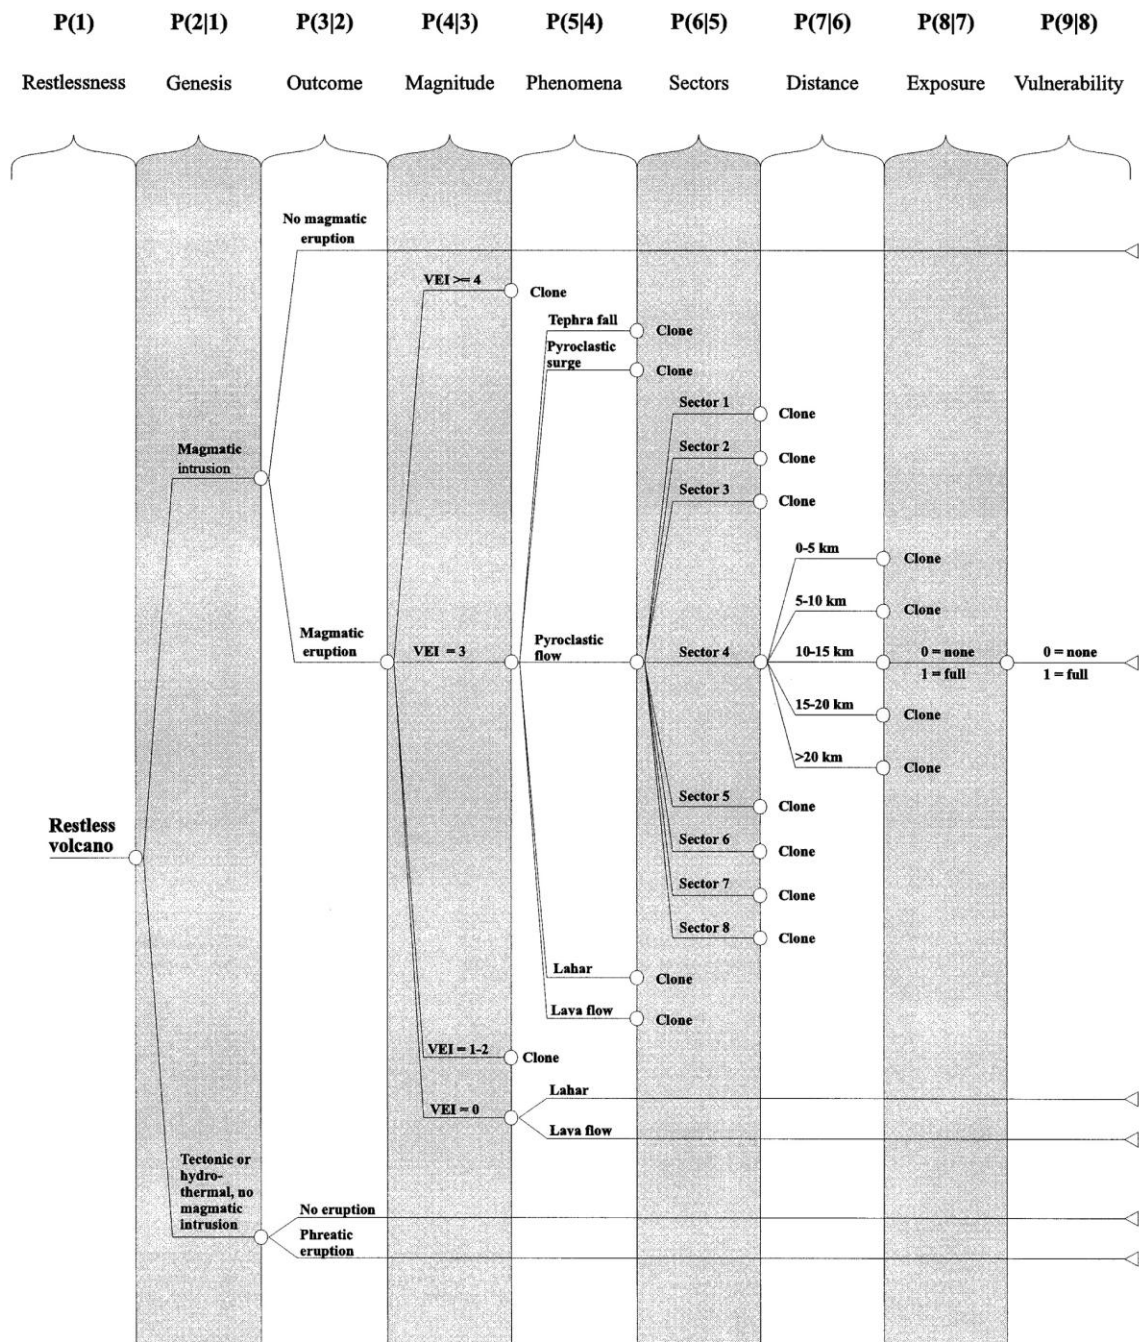 P(1) P(2|1) P(3|2) P(4|3) P(5|4) P(6|5) P(7|6) P(8|7) P(9|8)
Restlessness Genesis Outcome Magnitude Phenomena Sectors Distance Exposure Vulnerability
No magmatic
eruption
VEI >= 4
Clone
Tephra fall
Clone
Pyroclastic
surge
Clone
Sector 1
Clone
Sector 2
Clone
Sector 3
Clone
Magmatic
intrusion
0-5 km
Clone
5-10 km
Clone
Magmatic
eruption
VEI = 3
Pyroclastic
flow
Sector 4
10-15 km
0 = none
1 = full
0 = none
1 = full
15-20 km
Clone
>20 km
Clone
Sector 5
Clone
Sector 6
Clone
Sector 7
Clone
Sector 8
Clone
Restless
volcano
Lahar
Clone
Lava flow
Clone
VEI = 1-2
Clone
VEI = 0
Lahar
Lava flow
Tectonic or
hydro-
thermal, no
magmatic
intrusion
No eruption
Phreatic
eruption